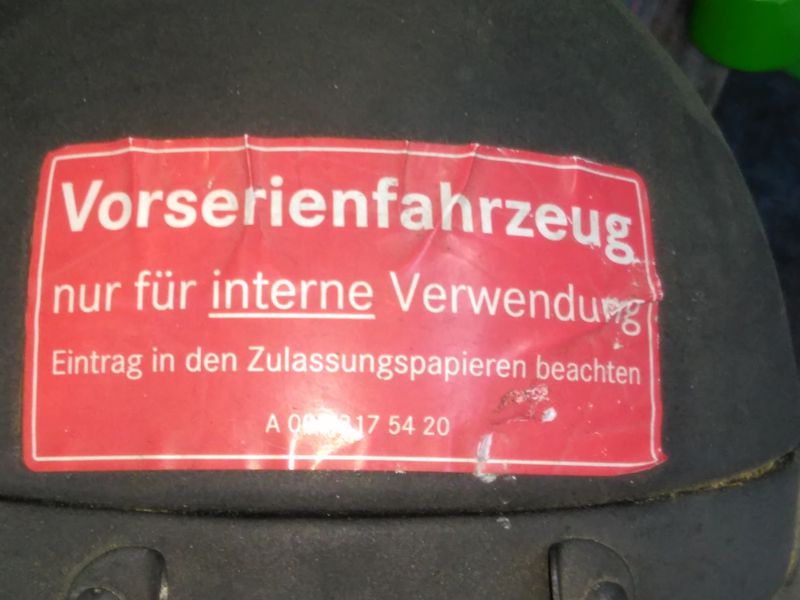 Vorserienfahrzeug
nur für interne Verwendung
Eintrag in den Zulassungspapieren beachten
A 17 54 20